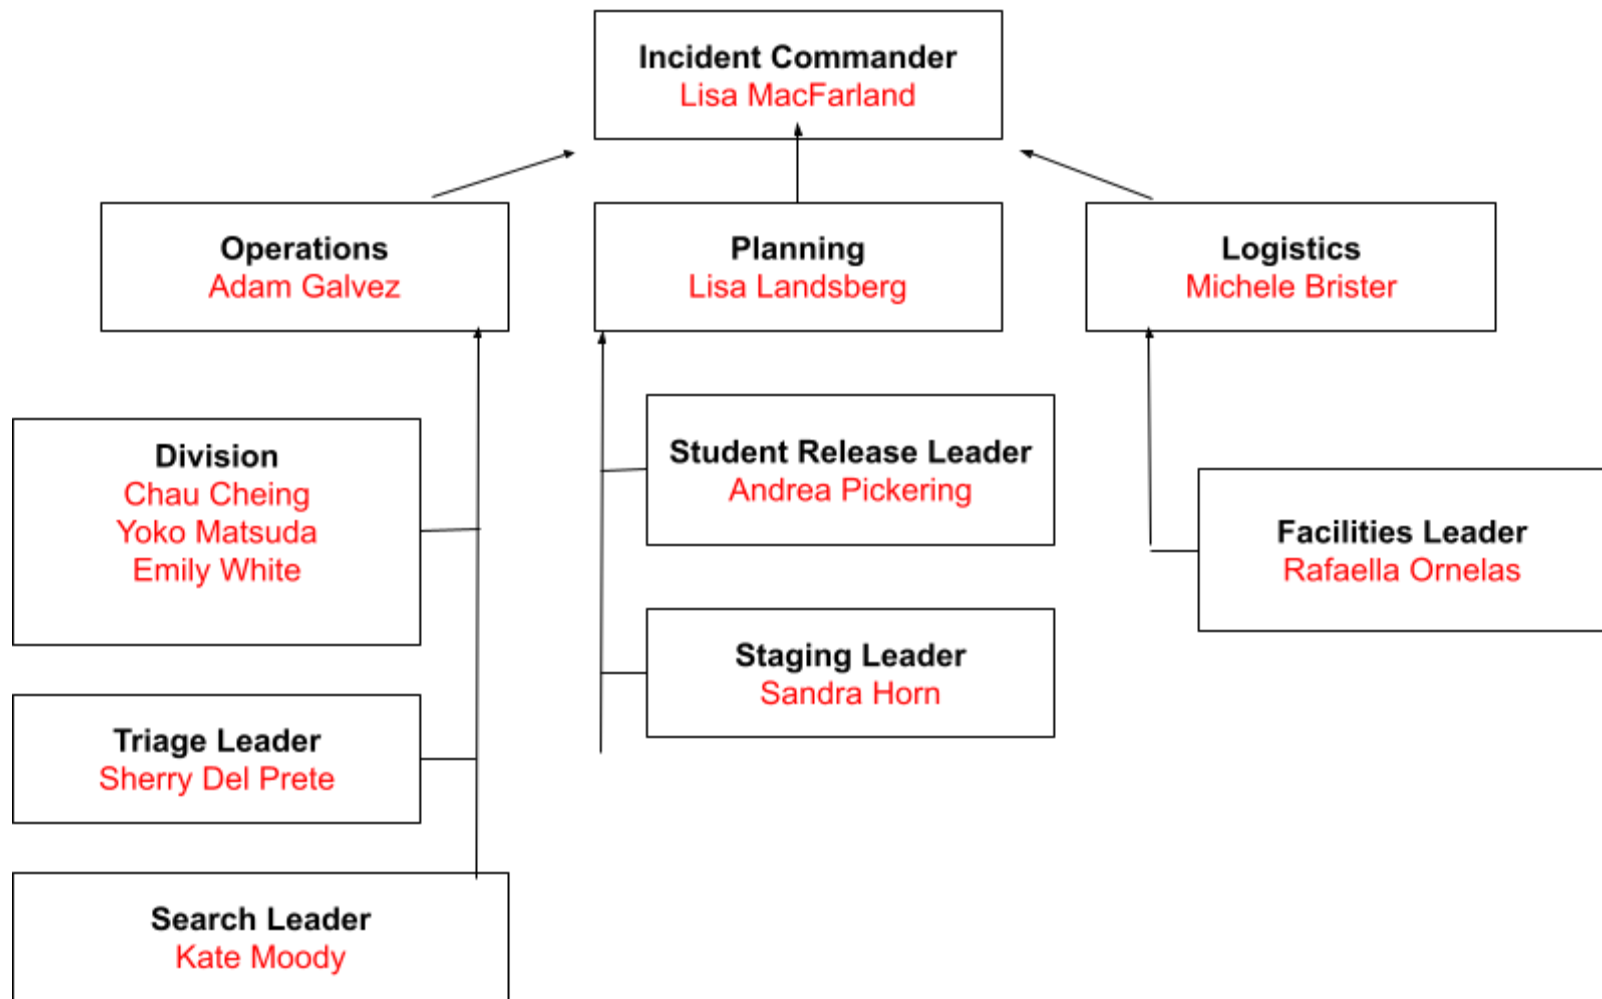 Incident Commander
Lisa MacFarland
Operations
Adam Galvez
Planning
Lisa Landsberg
Logistics
Michele Brister
Division
Chau Cheing
Yoko Matsuda
Emily White
Student Release Leader
Andrea Pickering
Facilities Leader
Rafaella Ornelas
Staging Leader
Sandra Horn
Triage Leader
Sherry Del Prete
Search Leader
Kate Moody